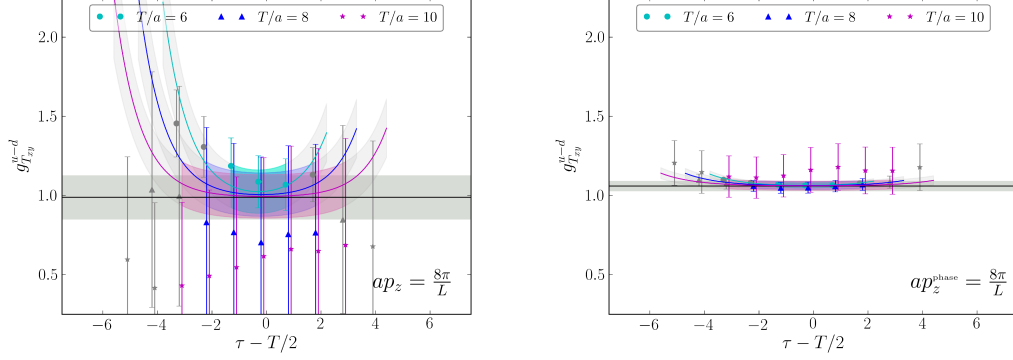 T/a = 6 T/a = 8 T/a = 10
2.0
1.5
1.0
0.5
g^{u−d}_{T_{xy}}
ap_z = 8π/L
−6 −4 −2 0 2 4 6
τ − T/2
T/a = 6 T/a = 8 T/a = 10
2.0
1.5
1.0
0.5
g^{u−d}_{T_{xy}}
ap_z^{phase} = 8π/L
−6 −4 −2 0 2 4 6
τ − T/2